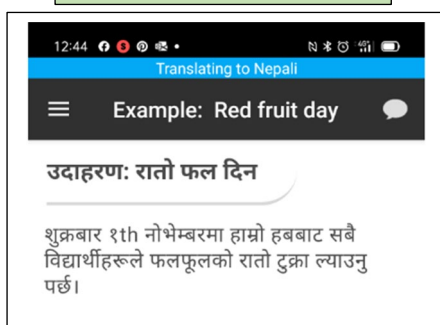 12:44
Translating to Nepali
Example: Red fruit day
उदाहरण: रातो फल दिन
शुक्रबार १th नोभेम्बरमा हाम्रो हबबाट सबै
विद्यार्थीहरूले फलफूलको रातो टुक्रा ल्याउनु
पर्छ।